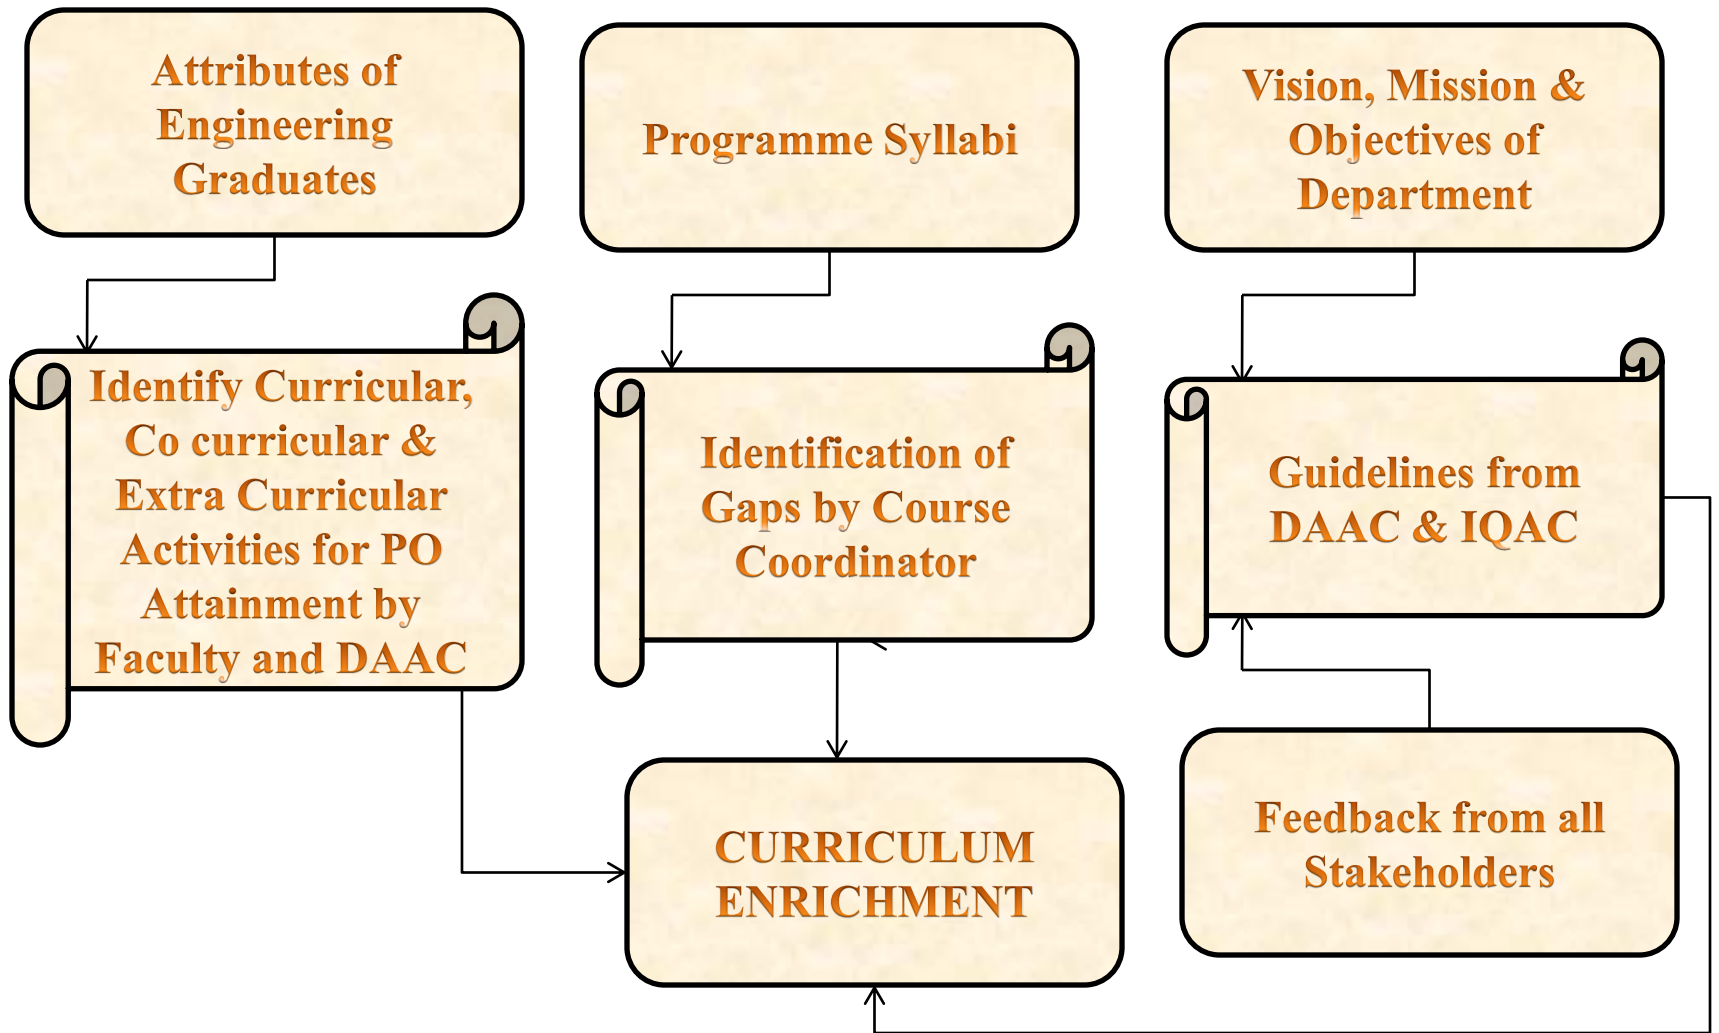 Attributes of
Engineering
Graduates
Programme Syllabi
Vision, Mission &
Objectives of
Department
Identify Curricular,
Co curricular &
Extra Curricular
Activities for PO
Attainment by
Faculty and DAAC
Identification of
Gaps by Course
Coordinator
Guidelines from
DAAC & IQAC
CURRICULUM
ENRICHMENT
Feedback from all
Stakeholders